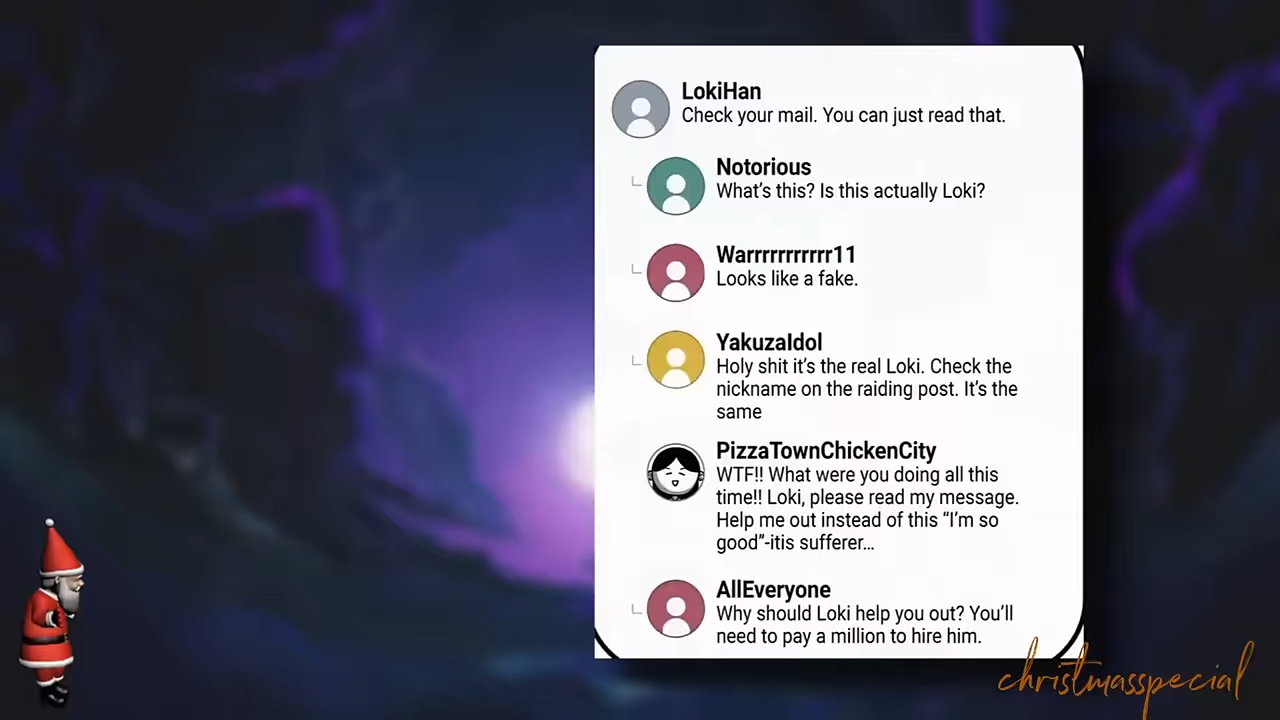 LokiHan
Check your mail. You can just read that.
Notorious
What's this? Is this actually Loki?
Warrrrrrrrrrr11
Looks like a fake.
YakuzaIdol
Holy shit it's the real Loki. Check the
nickname on the raiding post. It's the
same
PizzaTownChickenCity
WTF!! What were you doing all this
time!! Loki, please read my message.
Help me out instead of this “I'm so
good”-itis sufferer...
AllEveryone
Why should Loki help you out? You'll
need to pay a million to hire him.
christmasspecial